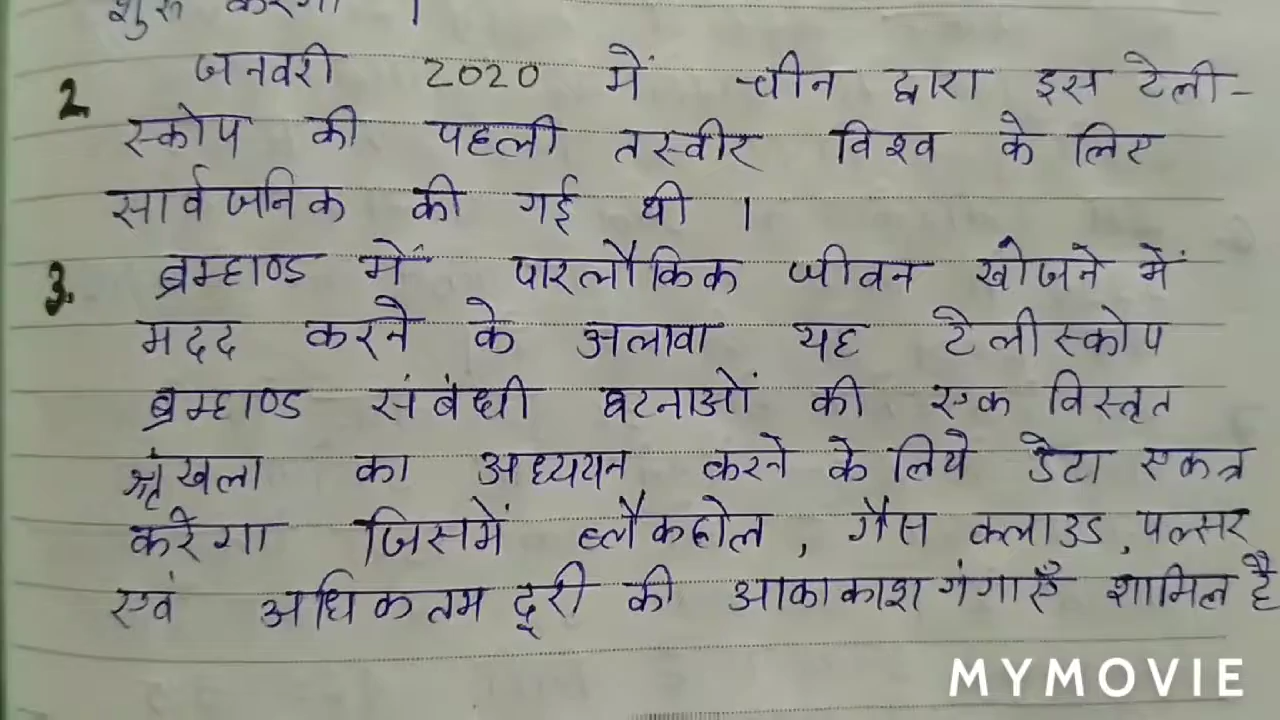 शुरू करेगा ।
2. जनवरी 2020 में चीन द्वारा इस टेली-
स्कोप की पहली तस्वीर विश्व के लिए
सार्वजनिक की गई थी ।
3. ब्रम्हाण्ड में पारलौकिक जीवन खोजने में
मदद करने के अलावा यह टेलीस्कोप
ब्रम्हाण्ड संबंधी घटनाओं की एक विस्तृत
श्रृंखला का अध्ययन करने के लिये डेटा एकत्र
करेगा जिसमें ब्लैकहोल, गैस क्लाउड, पल्सर
एवं अधिकतम दूरी की आकाकाशगंगाएँ शामिल है
MYMOVIE